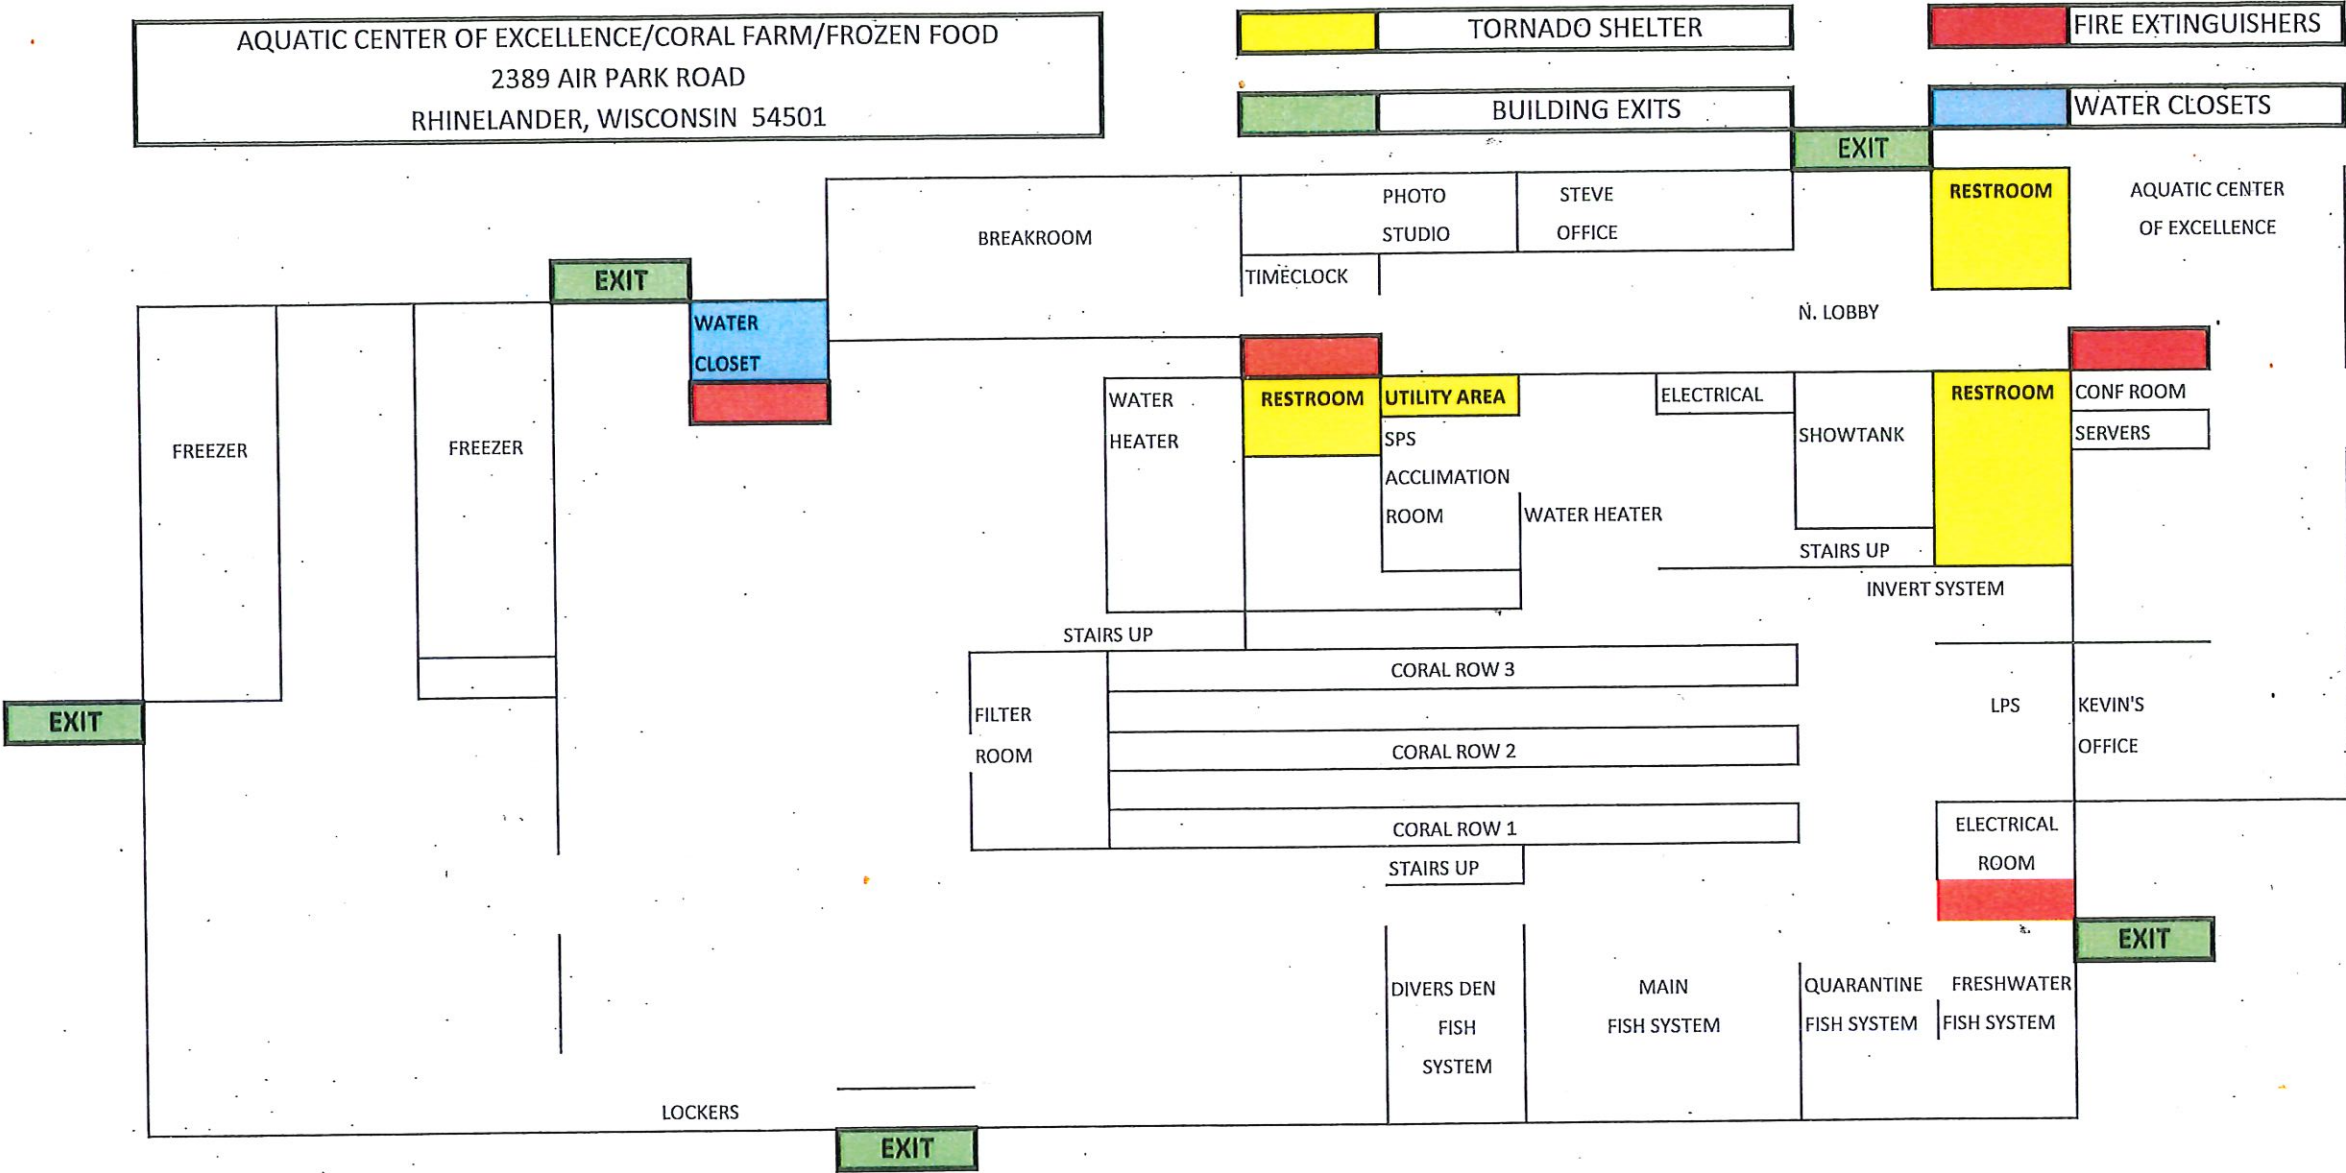 AQUATIC CENTER OF EXCELLENCE/CORAL FARM/FROZEN FOOD
2389 AIR PARK ROAD
RHINELANDER, WISCONSIN 54501
TORNADO SHELTER
FIRE EXTINGUISHERS
BUILDING EXITS
WATER CLOSETS
EXIT
BREAKROOM
PHOTO
STUDIO
STEVE
OFFICE
TIMECLOCK
RESTROOM
AQUATIC CENTER
OF EXCELLENCE
N. LOBBY
EXIT
WATER
CLOSET
FREEZER
FREEZER
WATER
HEATER
RESTROOM
UTILITY AREA
SPS
ACCLIMATION
ROOM
WATER HEATER
ELECTRICAL
SHOWTANK
RESTROOM
CONF ROOM
SERVERS
STAIRS UP
INVERT SYSTEM
STAIRS UP
EXIT
FILTER
ROOM
CORAL ROW 3
CORAL ROW 2
CORAL ROW 1
LPS
KEVIN'S
OFFICE
STAIRS UP
ELECTRICAL
ROOM
EXIT
DIVERS DEN
FISH
SYSTEM
MAIN
FISH SYSTEM
QUARANTINE
FISH SYSTEM
FRESHWATER
FISH SYSTEM
LOCKERS
EXIT